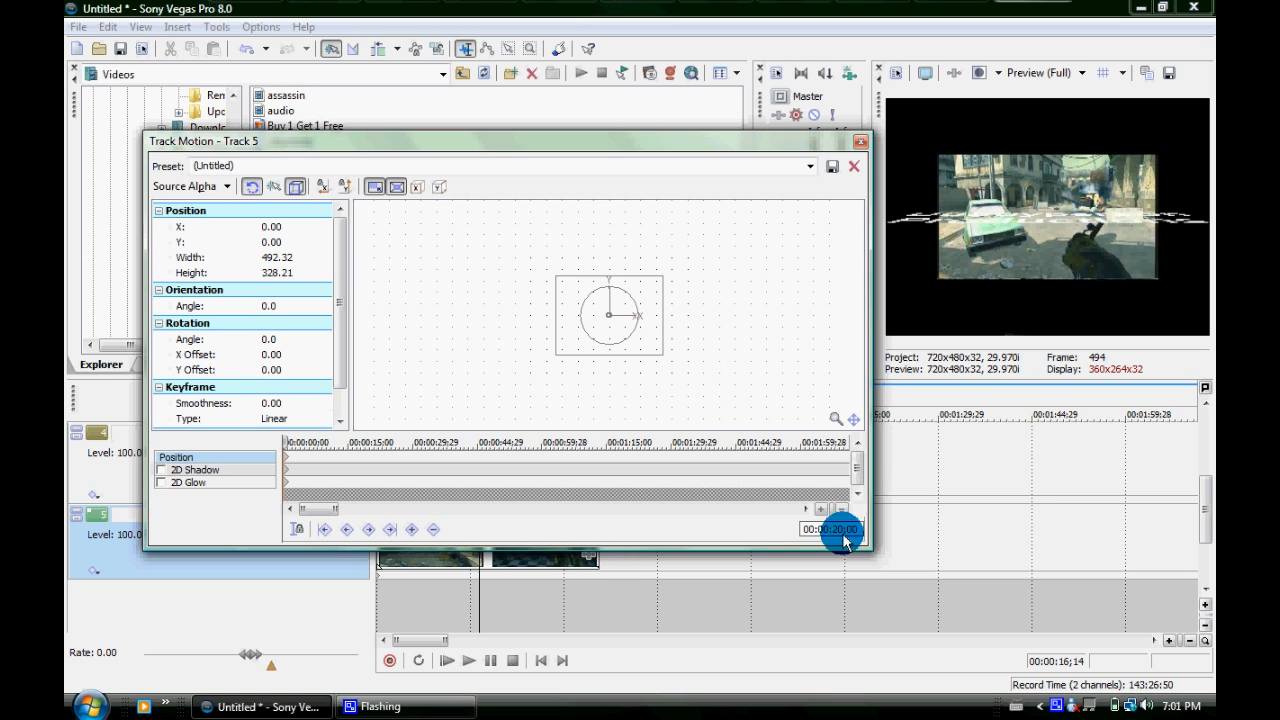 Untitled * - Sony Vegas Pro 8.0
File Edit View Insert Tools Options Help
Videos
Preview (Full)
Rem
Upc
Downlo
assassin
audio
Buy 1 Get 1 Free
Master
Track Motion - Track 5
Preset: (Untitled)
Source Alpha
Position
X: 0.00
Y: 0.00
Width: 492.32
Height: 328.21
Orientation
Angle: 0.0
Rotation
Angle: 0.0
X Offset: 0.00
Y Offset: 0.00
Keyframe
Smoothness: 0.00
Type: Linear
Y
X
Explorer
Project: 720x480x32, 29.970i Frame: 494
Preview: 720x480x32, 29.970i Display: 360x264x32
00:01:29;29 00:01:44;29 00:01:59;28
4
Level: 100.0
00:00:00;00 00:00:15;00 00:00:29;29 00:00:44;29 00:00:59;28 00:01:15;00 00:01:29;29 00:01:44;29 00:01:59;28
Position
2D Shadow
2D Glow
00:00:20;00
5
Level: 100.0
Rate: 0.00
00:00:16;14
Record Time (2 channels): 143:26:50
Untitled * - Sony Ve...
Flashing
7:01 PM